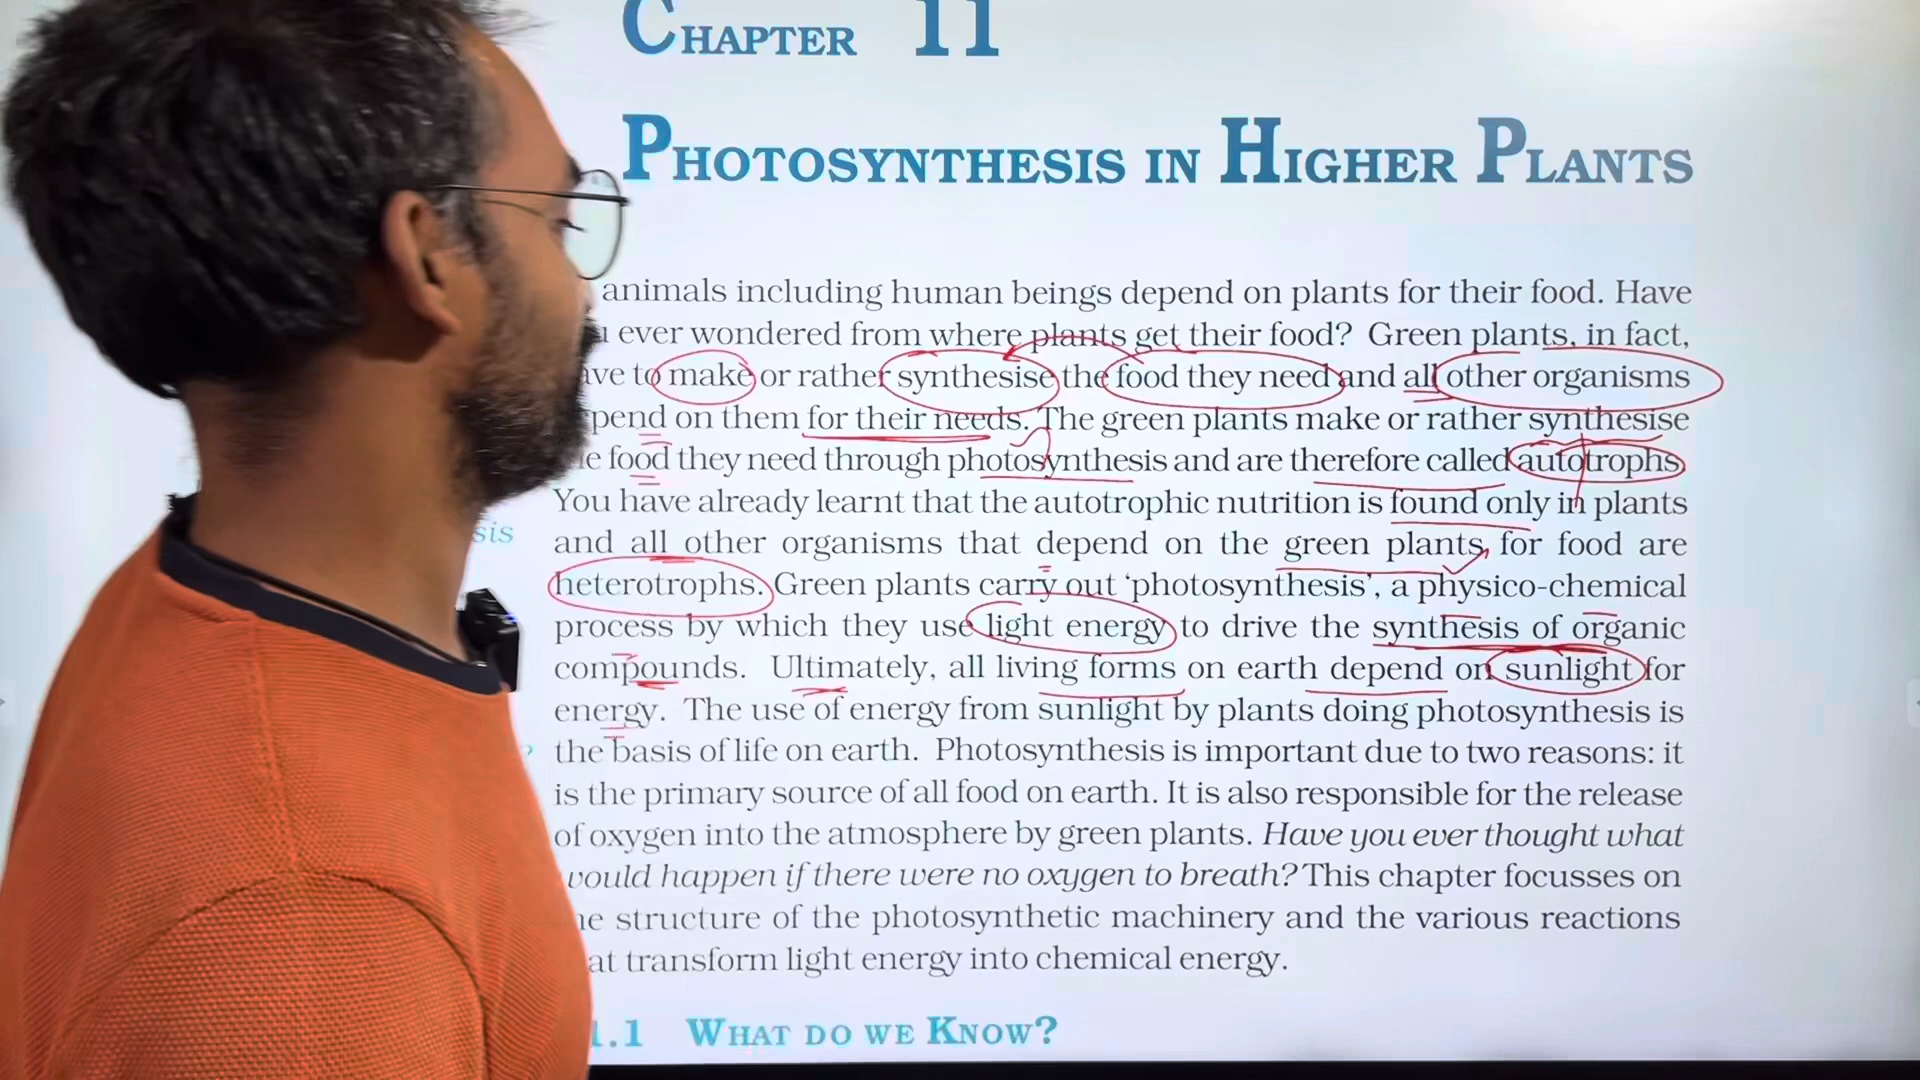 CHAPTER 11
PHOTOSYNTHESIS IN HIGHER PLANTS
animals including human beings depend on plants for their food. Have
ever wondered from where plants get their food? Green plants, in fact,
to make or rather synthesise the food they need and all other organisms
on them for their needs. The green plants make or rather synthesise
food they need through photosynthesis and are therefore called autotrophs.
You have already learnt that the autotrophic nutrition is found only in plants
and all other organisms that depend on the green plants for food are
heterotrophs. Green plants carry out ‘photosynthesis’, a physico-chemical
process by which they use light energy to drive the synthesis of organic
compounds. Ultimately, all living forms on earth depend on sunlight for
energy. The use of energy from sunlight by plants doing photosynthesis is
the basis of life on earth. Photosynthesis is important due to two reasons: it
is the primary source of all food on earth. It is also responsible for the release
of oxygen into the atmosphere by green plants. Have you ever thought what
would happen if there were no oxygen to breath? This chapter focusses on
structure of the photosynthetic machinery and the various reactions
transform light energy into chemical energy.
.1 WHAT DO WE KNOW?